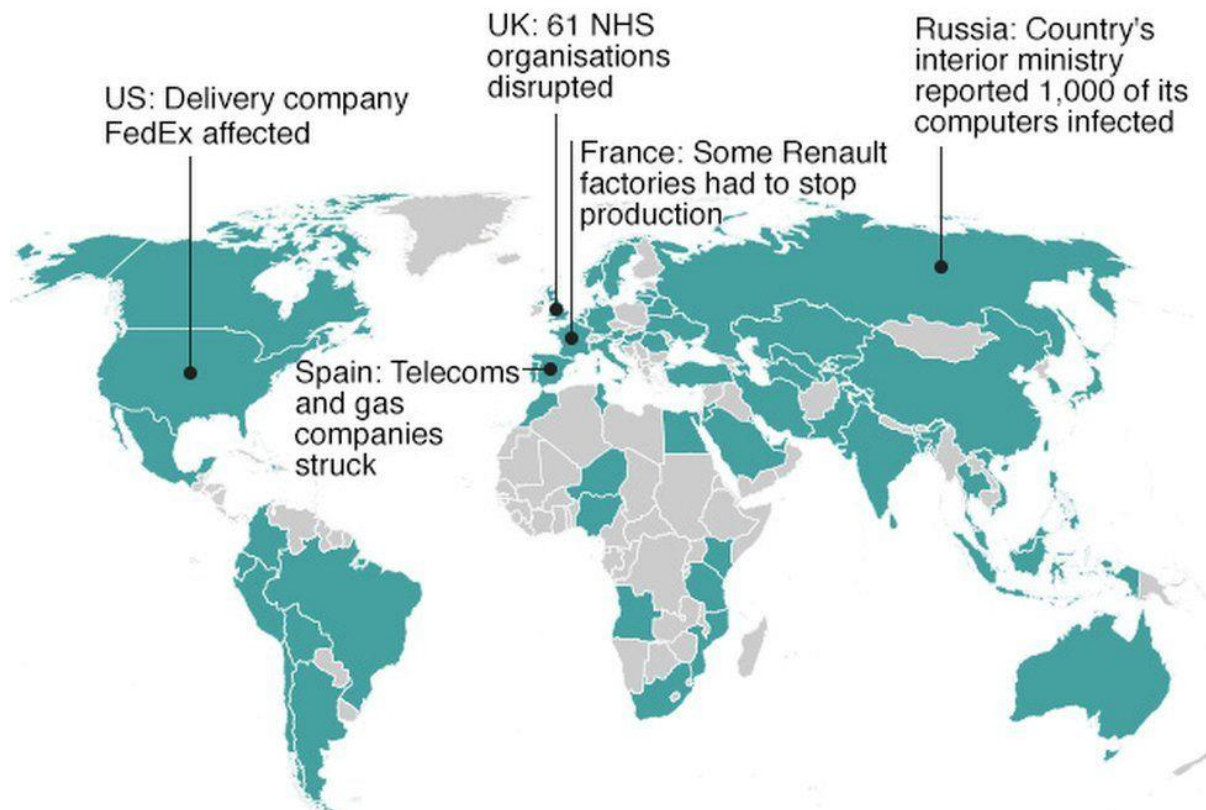 US: Delivery company
FedEx affected
UK: 61 NHS
organisations
disrupted
France: Some Renault
factories had to stop
production
Russia: Country's
interior ministry
reported 1,000 of its
computers infected
Spain: Telecoms
and gas
companies
struck